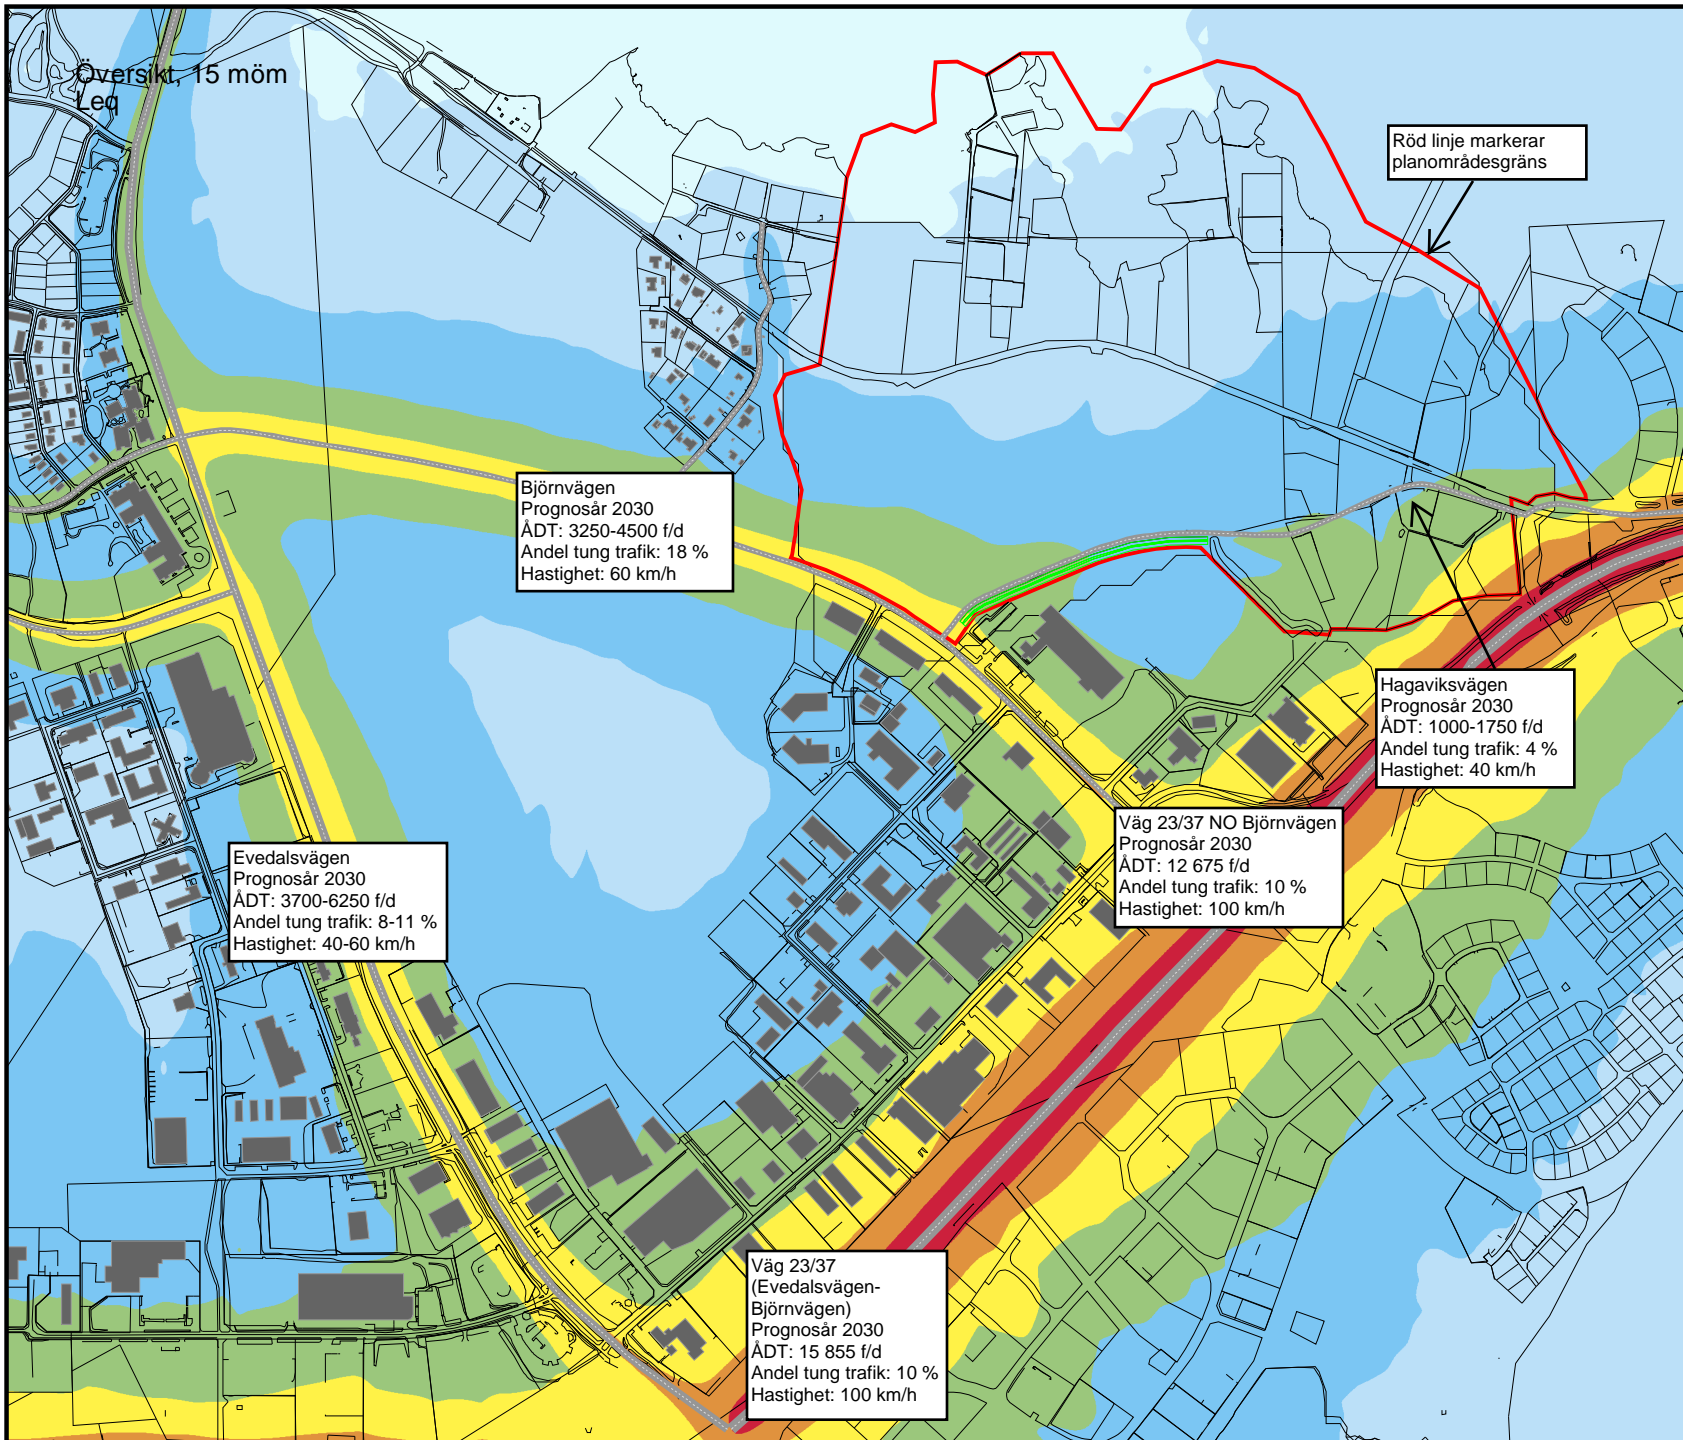 Översikt, 15 möm
Leq
Röd linje markerar
planområdesgräns
Björnvägen
Prognosår 2030
ÅDT: 3250-4500 f/d
Andel tung trafik: 18 %
Hastighet: 60 km/h
Hagaviksvägen
Prognosår 2030
ÅDT: 1000-1750 f/d
Andel tung trafik: 4 %
Hastighet: 40 km/h
Väg 23/37 NO Björnvägen
Prognosår 2030
ÅDT: 12 675 f/d
Andel tung trafik: 10 %
Hastighet: 100 km/h
Evedalsvägen
Prognosår 2030
ÅDT: 3700-6250 f/d
Andel tung trafik: 8-11 %
Hastighet: 40-60 km/h
Väg 23/37
(Evedalsvägen-
Björnvägen)
Prognosår 2030
ÅDT: 15 855 f/d
Andel tung trafik: 10 %
Hastighet: 100 km/h